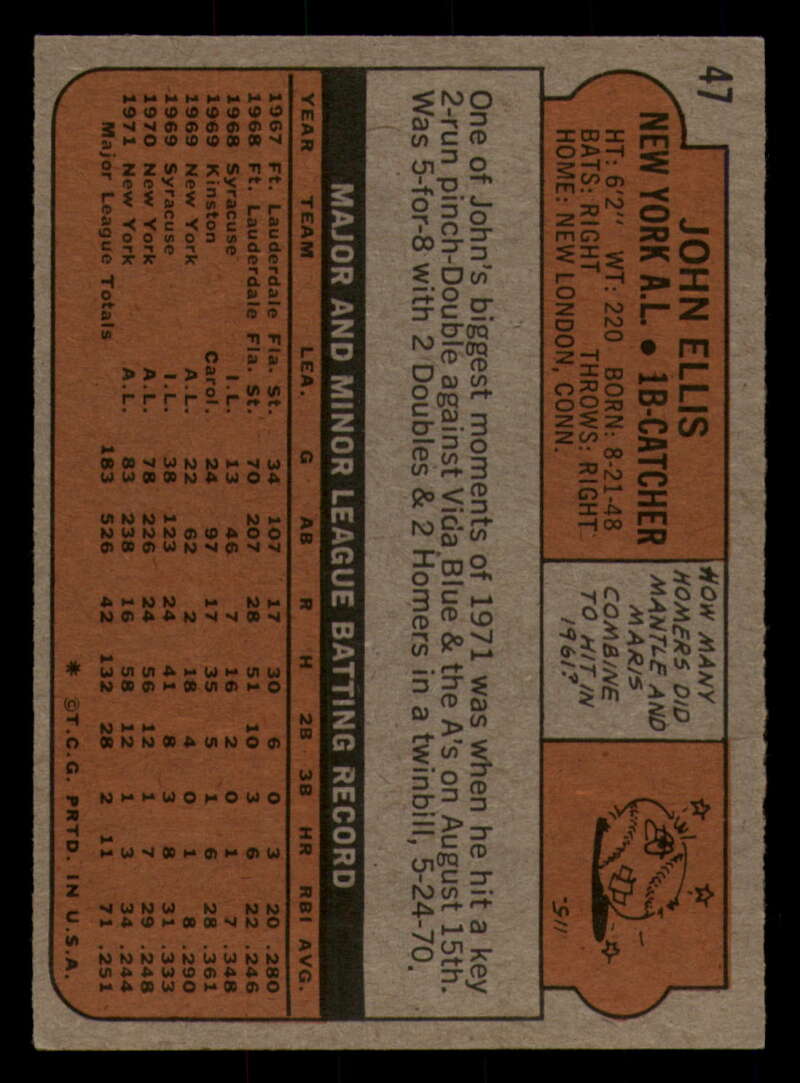 47
JOHN ELLIS
NEW YORK A.L. • 1B-CATCHER
HT: 6'2" WT: 220 BORN: 8-21-48
BATS: RIGHT THROWS: RIGHT
HOME: NEW LONDON, CONN.
HOW MANY
HOMERS DID
MANTLE AND
MARIS
COMBINE
TO HIT IN
1961?
115.
One of John's biggest moments of 1971 was when he hit a key
2-run pinch-Double against Vida Blue & the A's on August 15th.
Was 5-for-8 with 2 Doubles & 2 Homers in a twinbill, 5-24-70.
MAJOR AND MINOR LEAGUE BATTING RECORD
YEAR TEAM LEA. G AB R H 2B 3B HR RBI AVG.
1967 Ft. Lauderdale Fla. St. 34 107 17 30 6 0 3 20 .280
1968 Ft. Lauderdale Fla. St. 70 207 28 51 10 3 6 22 .246
1968 Syracuse I.L. 13 46 7 16 2 0 1 7 .348
1969 Kinston Carol. 24 97 17 35 5 1 6 28 .361
1969 New York A.L. 22 62 2 18 4 0 1 8 .290
1969 Syracuse I.L. 38 123 24 41 8 3 8 31 .333
1970 New York A.L. 78 226 24 56 12 1 7 29 .248
1971 New York A.L. 83 238 16 58 12 1 3 34 .244
Major League Totals 183 526 42 132 28 2 11 71 .251
* ©T.C.G. PRTD. IN U.S.A.